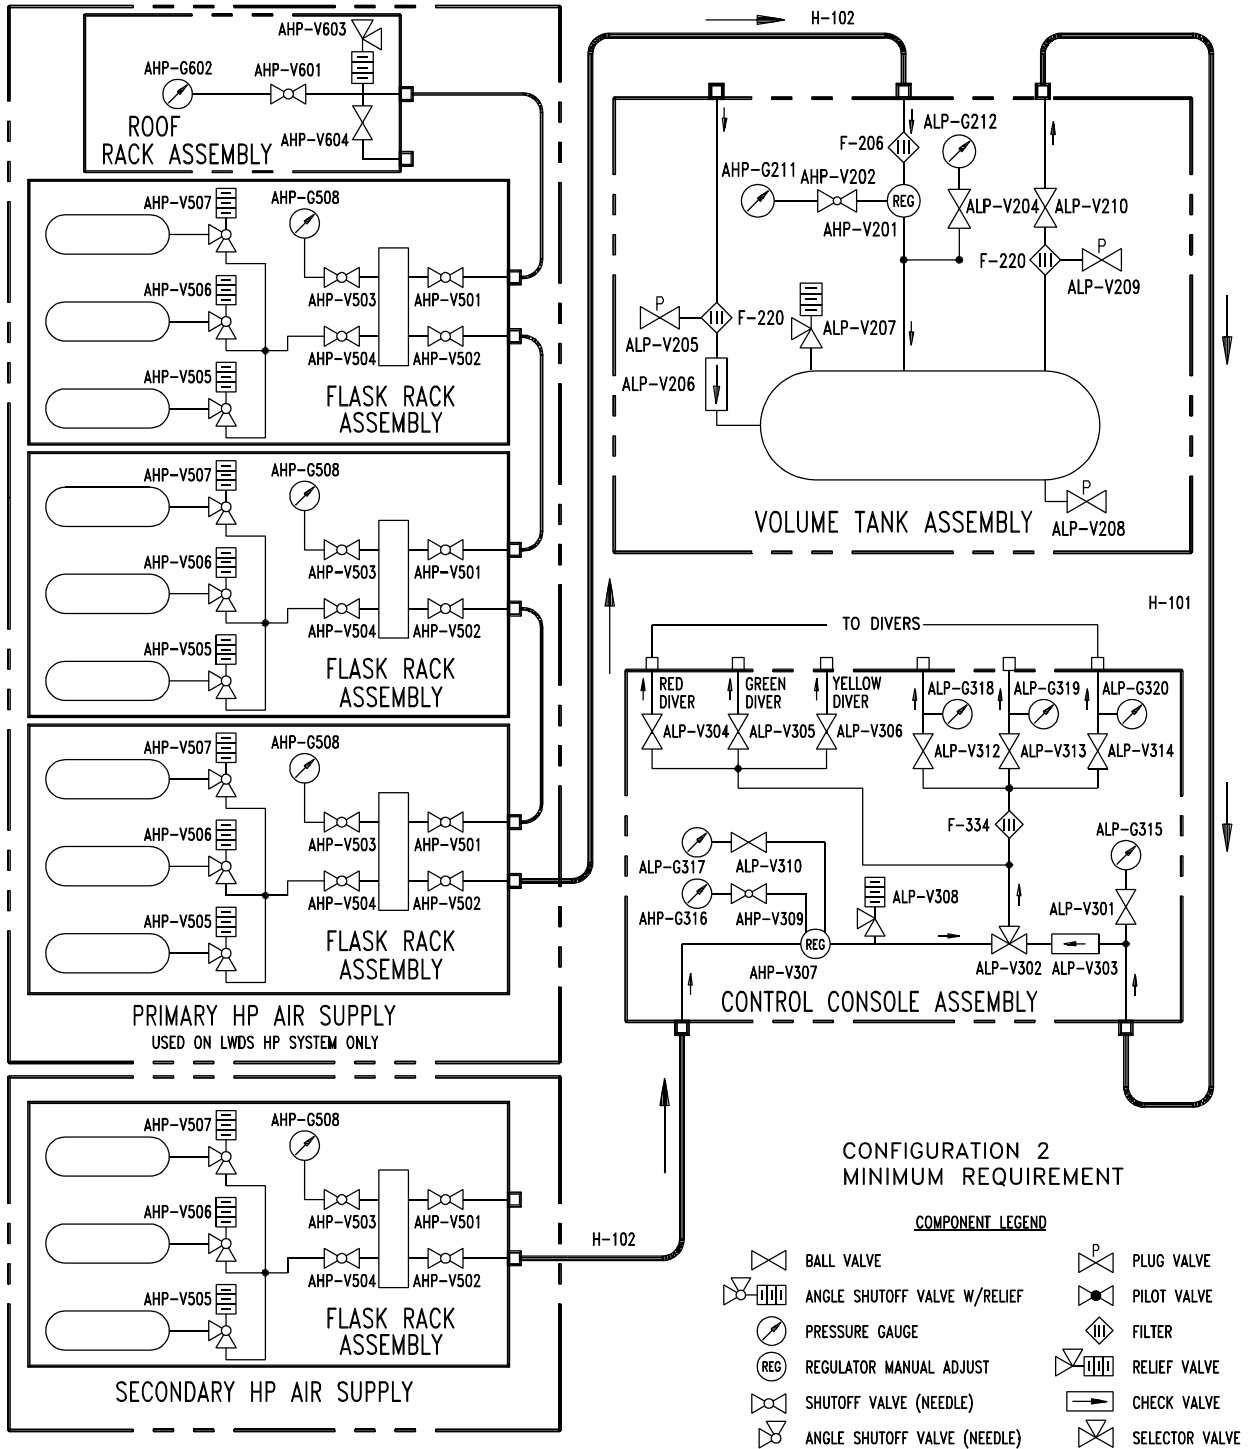 H-102
AHP-V603
AHP-G602
AHP-V601
AHP-V604
ROOF
RACK ASSEMBLY
AHP-V507
AHP-G508
AHP-V506
AHP-V503
AHP-V501
AHP-V505
AHP-V504
AHP-V502
FLASK RACK
ASSEMBLY
AHP-V507
AHP-G508
AHP-V506
AHP-V503
AHP-V501
AHP-V505
AHP-V504
AHP-V502
FLASK RACK
ASSEMBLY
AHP-V507
AHP-G508
AHP-V506
AHP-V503
AHP-V501
AHP-V505
AHP-V504
AHP-V502
FLASK RACK
ASSEMBLY
PRIMARY HP AIR SUPPLY
USED ON LWDS HP SYSTEM ONLY
AHP-V507
AHP-G508
AHP-V506
AHP-V503
AHP-V501
AHP-V505
AHP-V504
AHP-V502
FLASK RACK
ASSEMBLY
SECONDARY HP AIR SUPPLY
H-102
F-206
ALP-G212
AHP-G211
AHP-V202
REG
AHP-V201
ALP-V204
ALP-V210
F-220
P
ALP-V209
P
ALP-V205
F-220
ALP-V207
ALP-V206
P
ALP-V208
VOLUME TANK ASSEMBLY
H-101
TO DIVERS
RED
DIVER
GREEN
DIVER
YELLOW
DIVER
ALP-G318
ALP-G319
ALP-G320
ALP-V304
ALP-V305
ALP-V306
ALP-V312
ALP-V313
ALP-V314
F-334
ALP-G315
ALP-G317
ALP-V310
AHP-G316
AHP-V309
ALP-V308
ALP-V301
REG
AHP-V307
ALP-V302
ALP-V303
CONTROL CONSOLE ASSEMBLY
CONFIGURATION 2
MINIMUM REQUIREMENT
COMPONENT LEGEND
BALL VALVE
P
PLUG VALVE
ANGLE SHUTOFF VALVE W/RELIEF
PILOT VALVE
PRESSURE GAUGE
FILTER
REG
REGULATOR MANUAL ADJUST
RELIEF VALVE
SHUTOFF VALVE (NEEDLE)
CHECK VALVE
ANGLE SHUTOFF VALVE (NEEDLE)
SELECTOR VALVE